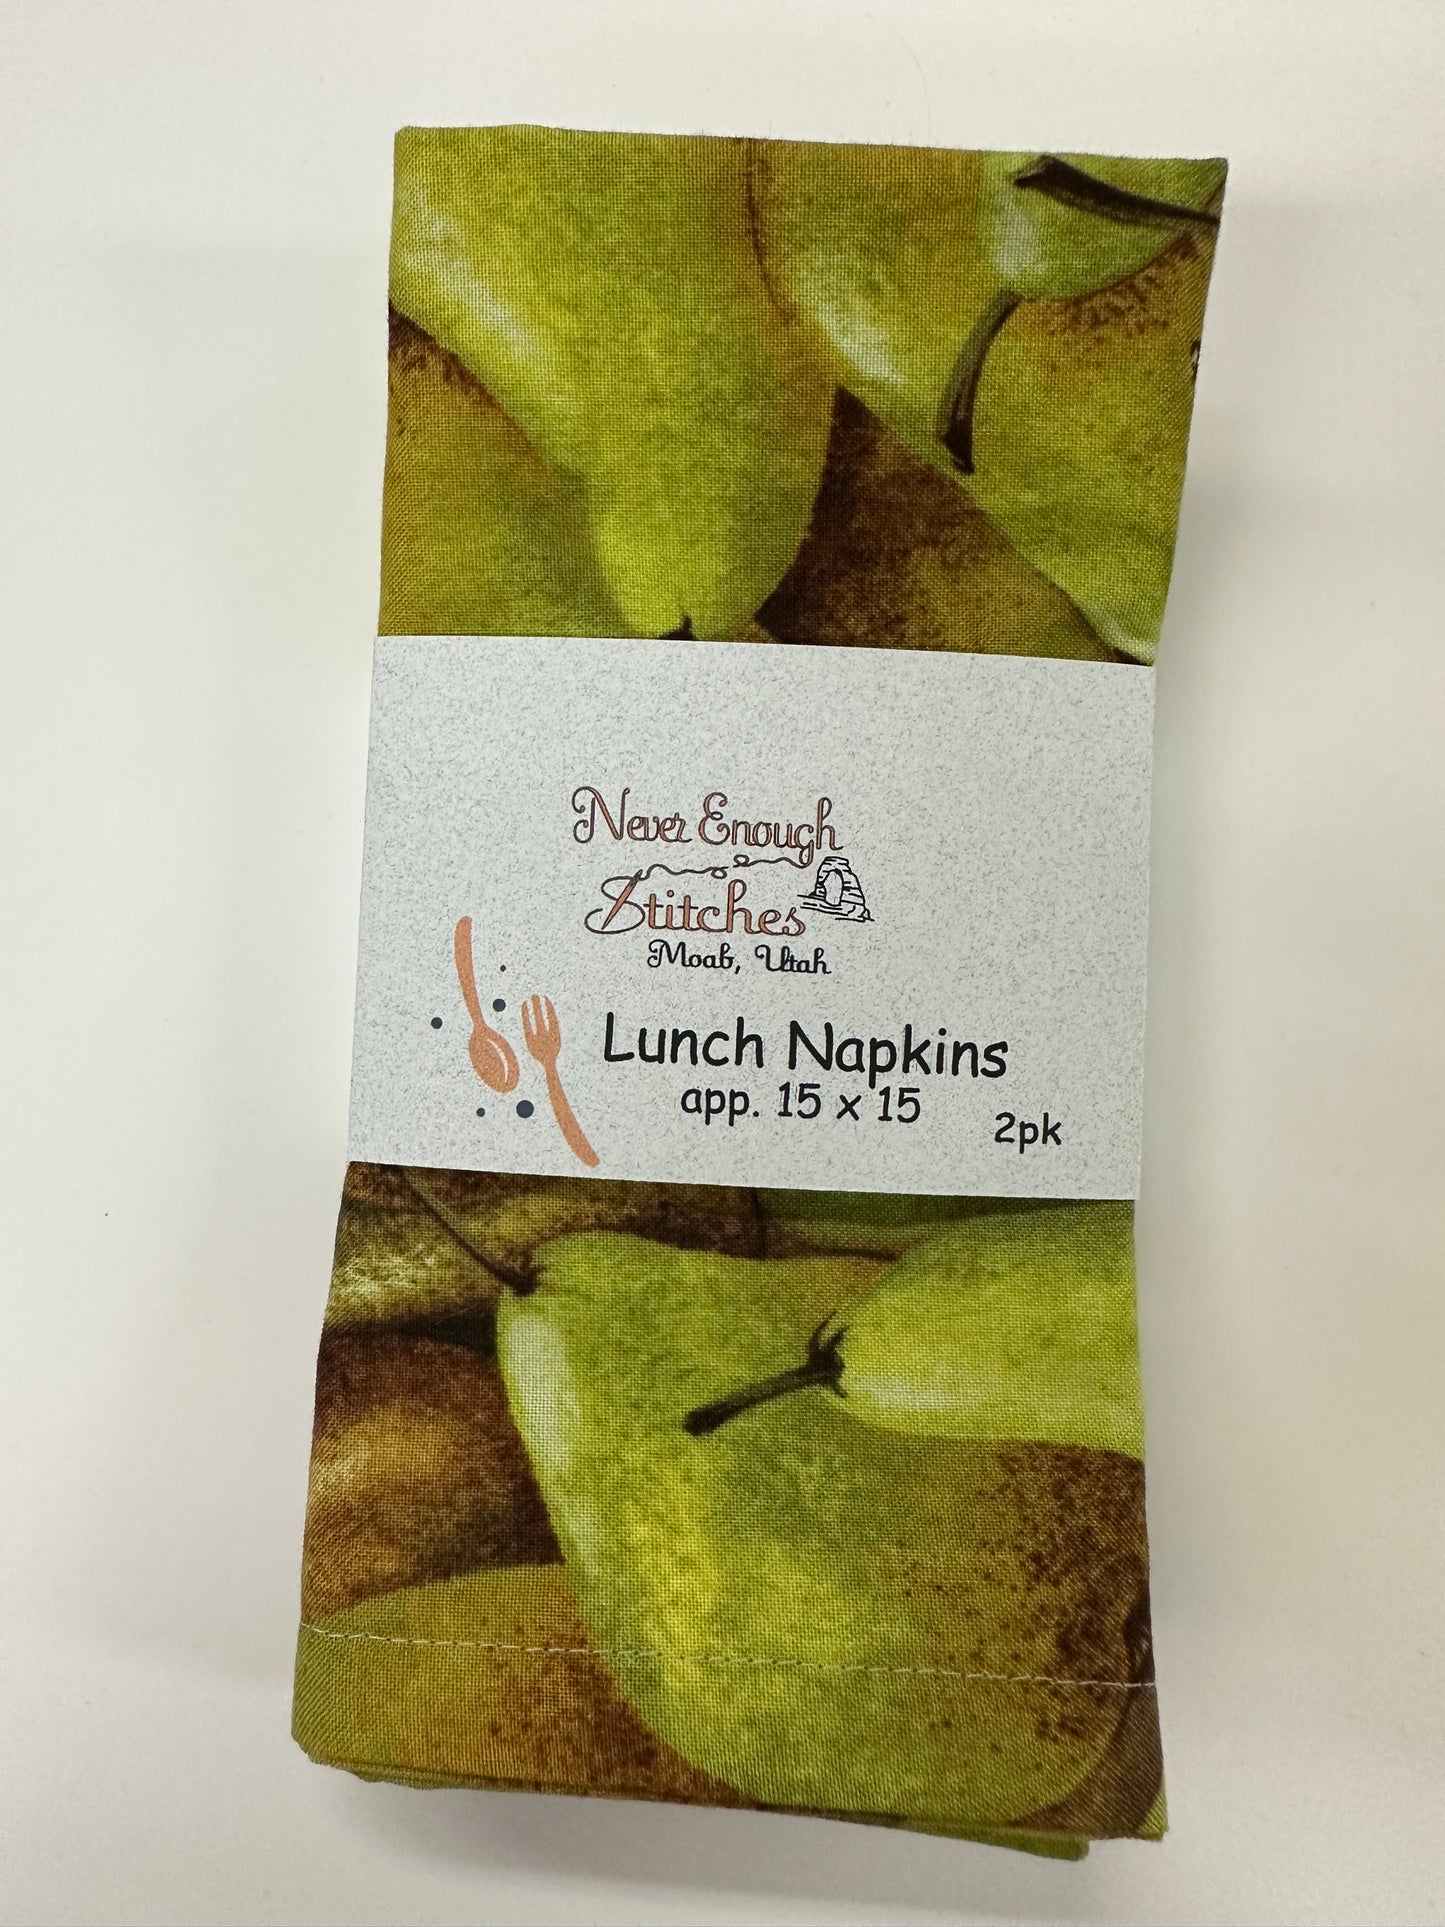 Never Enough
Stitches
Moab, Utah
Lunch Napkins
app. 15 x 15
2pk